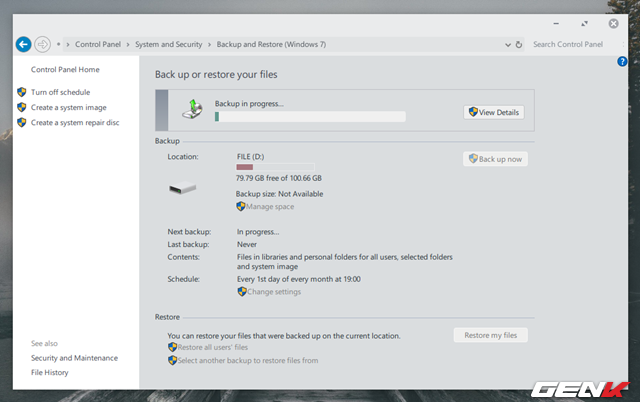 Control Panel > System and Security > Backup and Restore (Windows 7)
Search Control Panel
Control Panel Home
Turn off schedule
Create a system image
Create a system repair disc
See also
Security and Maintenance
File History
Back up or restore your files
Backup in progress...
View Details
Backup
Location:
FILE (D:)
Back up now
79.79 GB free of 100.66 GB
Backup size: Not Available
Manage space
Next backup:
In progress...
Last backup:
Never
Contents:
Files in libraries and personal folders for all users, selected folders
and system image
Schedule:
Every 1st day of every month at 19:00
Change settings
Restore
You can restore your files that were backed up on the current location.
Restore my files
Restore all users' files
Select another backup to restore files from
GENK